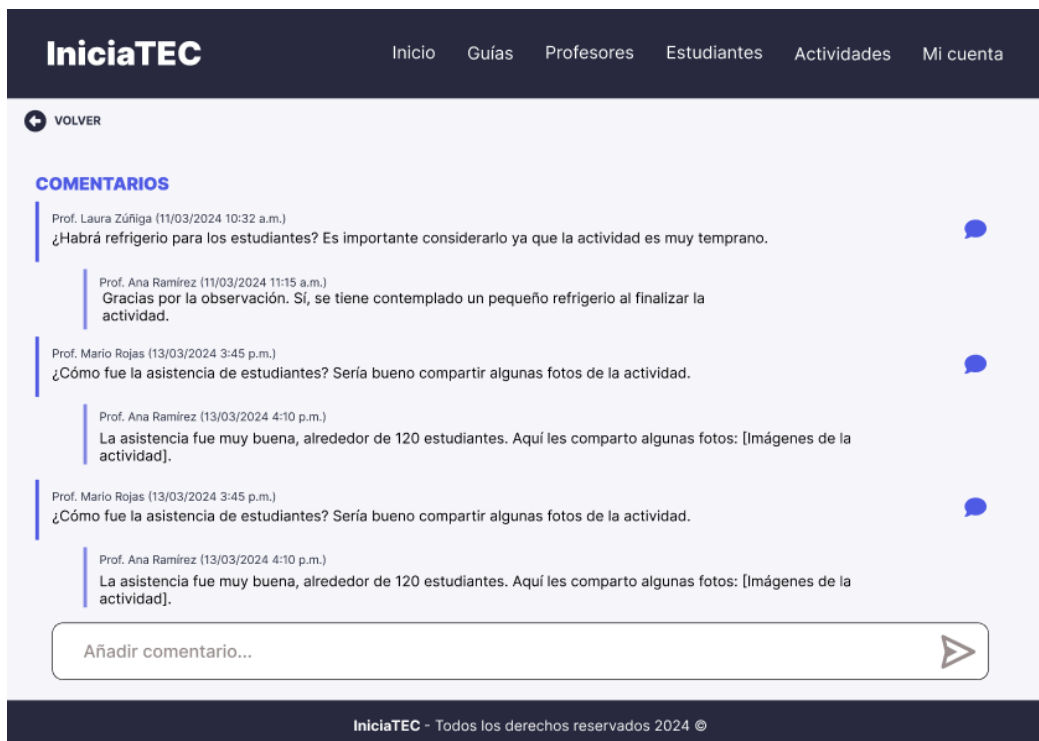 IniciaTEC
Inicio Guías Profesores Estudiantes Actividades Mi cuenta
VOLVER
COMENTARIOS
Prof. Laura Zúñiga (11/03/2024 10:32 a.m.)
¿Habrá refrigerio para los estudiantes? Es importante considerarlo ya que la actividad es muy temprano.
Prof. Ana Ramírez (11/03/2024 11:15 a.m.)
Gracias por la observación. Sí, se tiene contemplado un pequeño refrigerio al finalizar la
actividad.
Prof. Mario Rojas (13/03/2024 3:45 p.m.)
¿Cómo fue la asistencia de estudiantes? Sería bueno compartir algunas fotos de la actividad.
Prof. Ana Ramírez (13/03/2024 4:10 p.m.)
La asistencia fue muy buena, alrededor de 120 estudiantes. Aquí les comparto algunas fotos: [Imágenes de la
actividad].
Prof. Mario Rojas (13/03/2024 3:45 p.m.)
¿Cómo fue la asistencia de estudiantes? Sería bueno compartir algunas fotos de la actividad.
Prof. Ana Ramírez (13/03/2024 4:10 p.m.)
La asistencia fue muy buena, alrededor de 120 estudiantes. Aquí les comparto algunas fotos: [Imágenes de la
actividad].
Añadir comentario...
IniciaTEC - Todos los derechos reservados 2024 ©